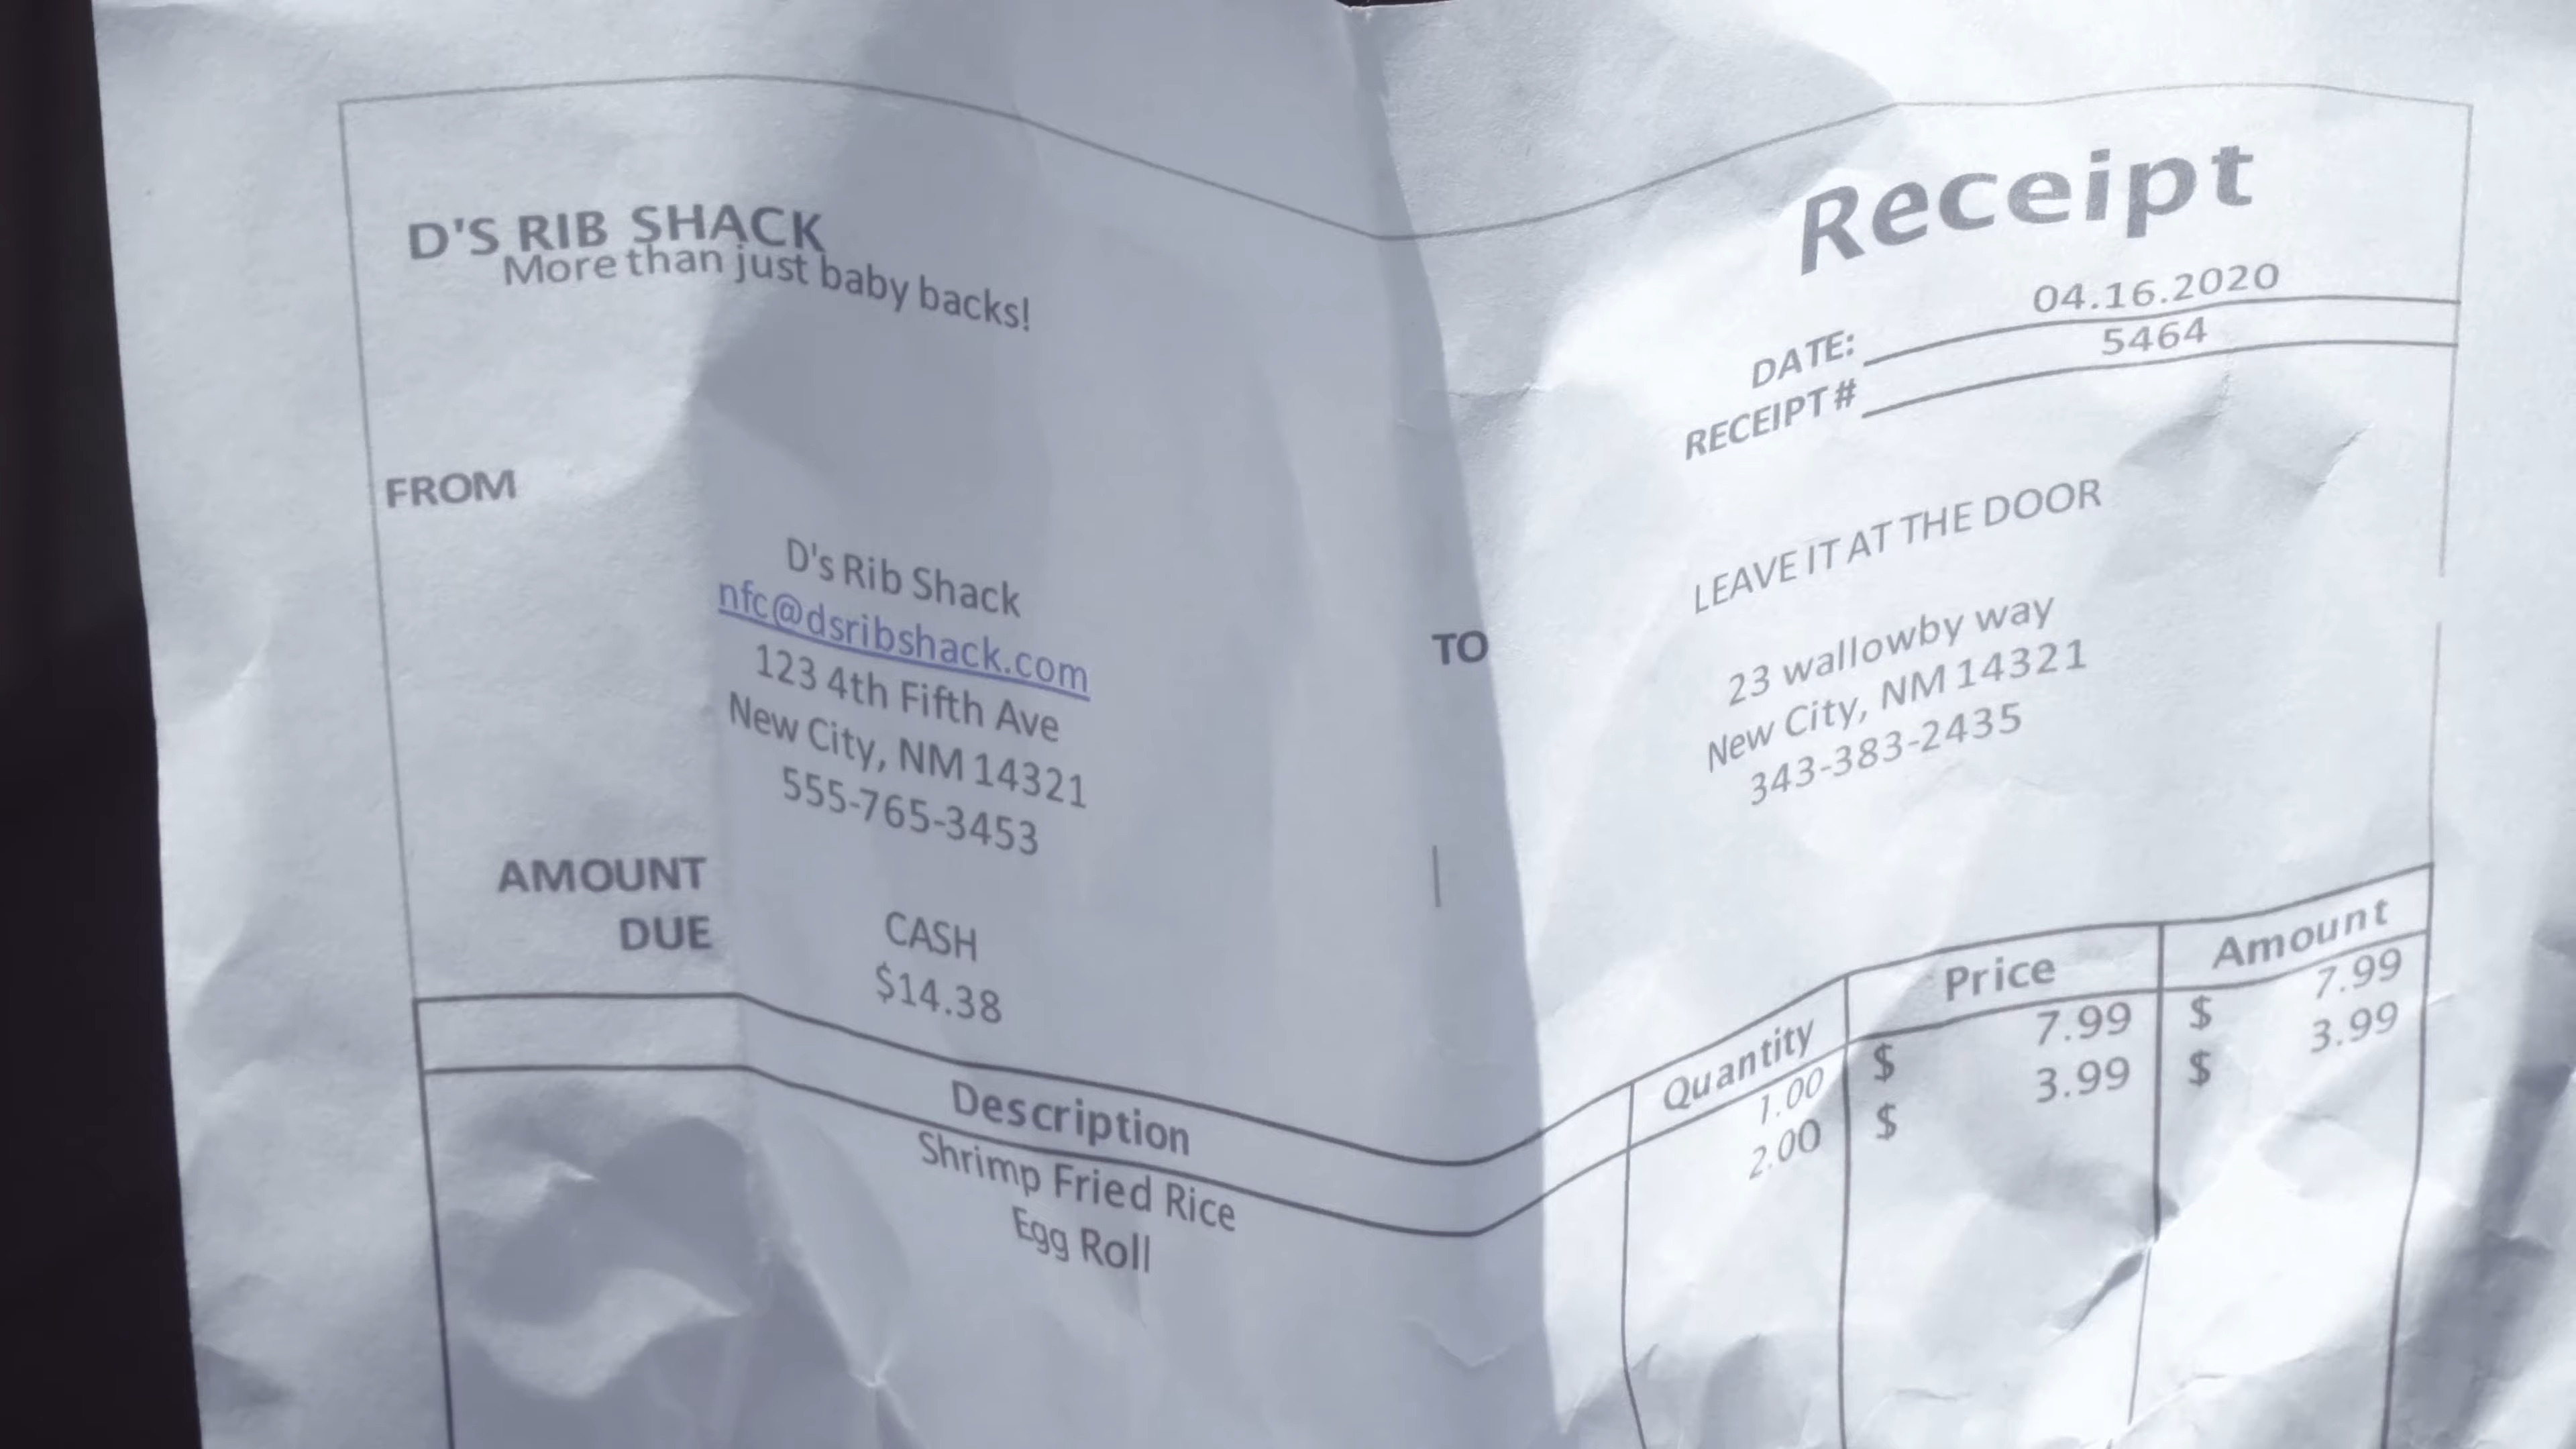 D'S RIB SHACK
More than just baby backs!
Receipt
DATE: 04.16.2020
RECEIPT # 5464
FROM
D's Rib Shack
nfc@dsribshack.com
123 4th Fifth Ave
New City, NM 14321
555-765-3453
TO
LEAVE IT AT THE DOOR
23 wallowby way
New City, NM 14321
343-383-2435
AMOUNT
DUE
CASH
$14.38
Description Quantity Price Amount
Shrimp Fried Rice 1.00 $ 7.99 $ 7.99
Egg Roll 2.00 $ 3.99 $ 3.99